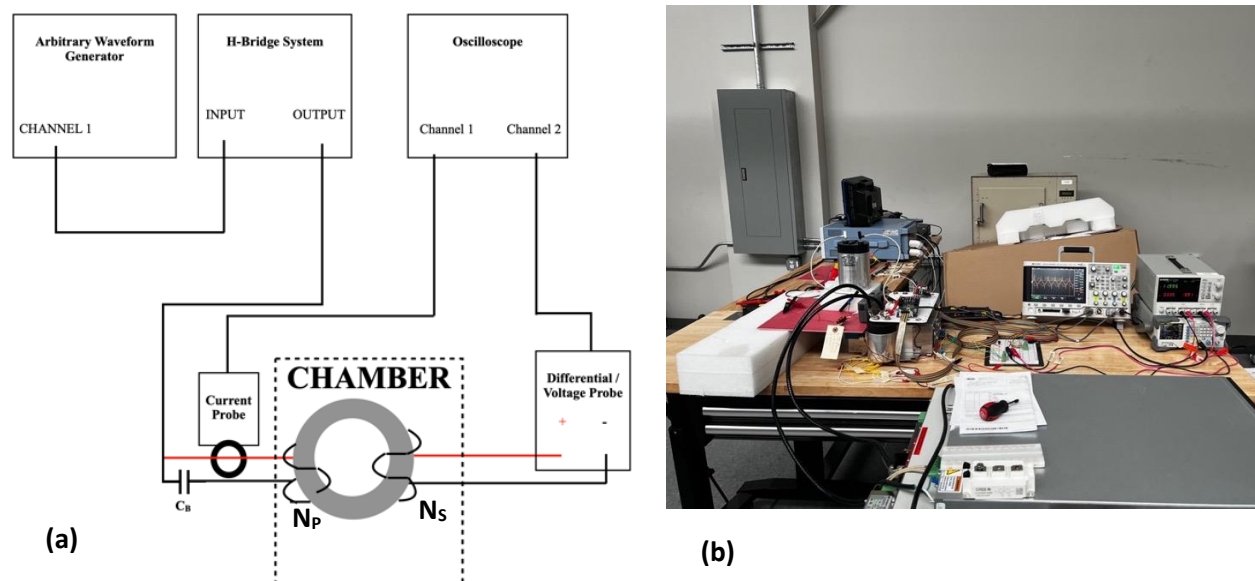 Arbitrary Waveform
Generator
CHANNEL 1
H-Bridge System
INPUT
OUTPUT
Oscilloscope
Channel 1
Channel 2
CHAMBER
Current
Probe
Differential /
Voltage Probe
+
-
C_B
N_P
N_S
(a)
(b)